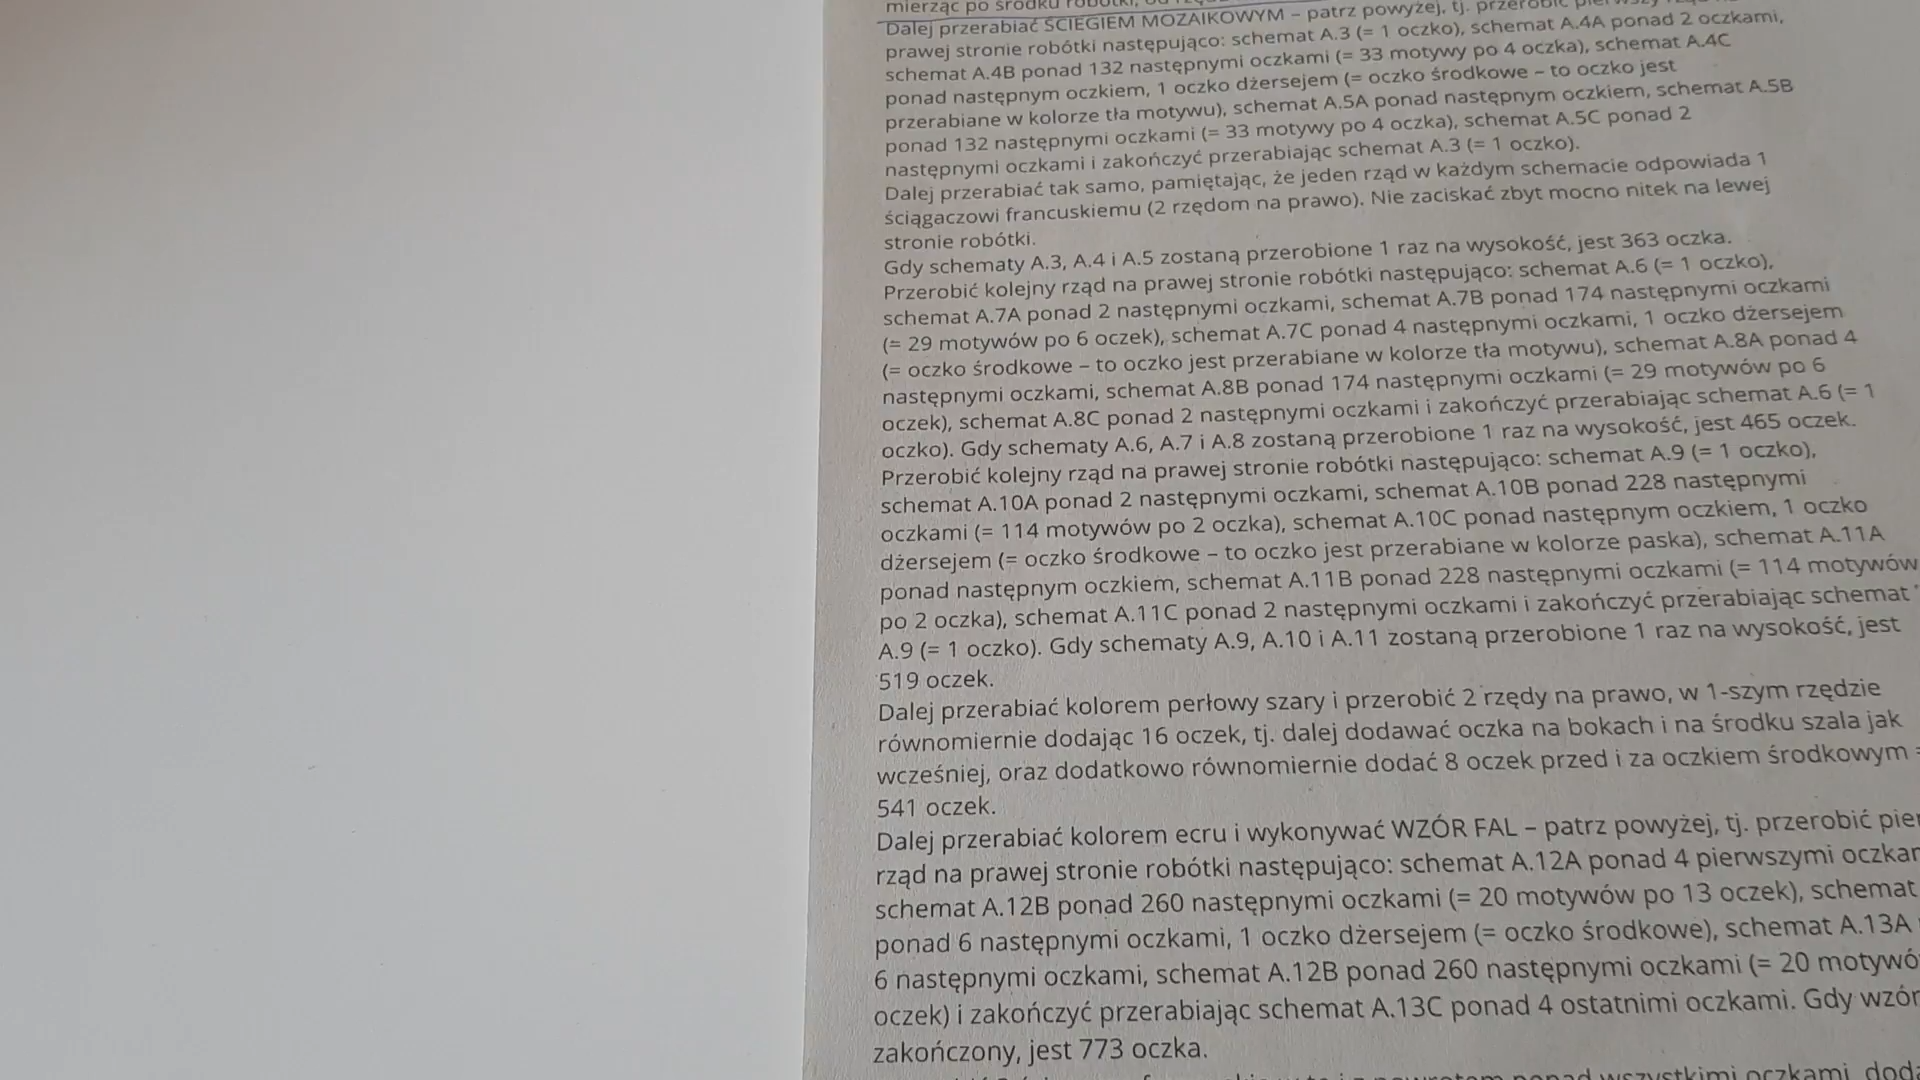 mierząc po środku robótki, od
Dalej przerabiać ŚCIEGIEM MOZAIKOWYM – patrz powyżej, tj. przerobić
prawej stronie robótki następująco: schemat A.3 (= 1 oczko), schemat A.4A ponad 2 oczkami,
schemat A.4B ponad 132 następnymi oczkami (= 33 motywy po 4 oczka), schemat A.4C
ponad następnym oczkiem, 1 oczko dżersejem (= oczko środkowe – to oczko jest
przerabiane w kolorze tła motywu), schemat A.5A ponad następnym oczkiem, schemat A.5B
ponad 132 następnymi oczkami (= 33 motywy po 4 oczka), schemat A.5C ponad 2
następnymi oczkami i zakończyć przerabiając schemat A.3 (= 1 oczko).
Dalej przerabiać tak samo, pamiętając, że jeden rząd w każdym schemacie odpowiada 1
ściągaczowi francuskiemu (2 rzędom na prawo). Nie zaciskać zbyt mocno nitek na lewej
stronie robótki.
Gdy schematy A.3, A.4 i A.5 zostaną przerobione 1 raz na wysokość, jest 363 oczka.
Przerobić kolejny rząd na prawej stronie robótki następująco: schemat A.6 (= 1 oczko),
schemat A.7A ponad 2 następnymi oczkami, schemat A.7B ponad 174 następnymi oczkami
(= 29 motywów po 6 oczek), schemat A.7C ponad 4 następnymi oczkami, 1 oczko dżersejem
(= oczko środkowe – to oczko jest przerabiane w kolorze tła motywu), schemat A.8A ponad 4
następnymi oczkami, schemat A.8B ponad 174 następnymi oczkami (= 29 motywów po 6
oczek), schemat A.8C ponad 2 następnymi oczkami i zakończyć przerabiając schemat A.6 (= 1
oczko). Gdy schematy A.6, A.7 i A.8 zostaną przerobione 1 raz na wysokość, jest 465 oczek.
Przerobić kolejny rząd na prawej stronie robótki następująco: schemat A.9 (= 1 oczko),
schemat A.10A ponad 2 następnymi oczkami, schemat A.10B ponad 228 następnymi
oczkami (= 114 motywów po 2 oczka), schemat A.10C ponad następnym oczkiem, 1 oczko
dżersejem (= oczko środkowe – to oczko jest przerabiane w kolorze paska), schemat A.11A
ponad następnym oczkiem, schemat A.11B ponad 228 następnymi oczkami (= 114 motywów
po 2 oczka), schemat A.11C ponad 2 następnymi oczkami i zakończyć przerabiając schemat
A.9 (= 1 oczko). Gdy schematy A.9, A.10 i A.11 zostaną przerobione 1 raz na wysokość, jest
519 oczek.
Dalej przerabiać kolorem perłowy szary i przerobić 2 rzędy na prawo, w 1-szym rzędzie
równomiernie dodając 16 oczek, tj. dalej dodawać oczka na bokach i na środku szala jak
wcześniej, oraz dodatkowo równomiernie dodać 8 oczek przed i za oczkiem środkowym =
541 oczek.
Dalej przerabiać kolorem ecru i wykonywać WZÓR FAL – patrz powyżej, tj. przerobić
rząd na prawej stronie robótki następująco: schemat A.12A ponad 4 pierwszymi
schemat A.12B ponad 260 następnymi oczkami (= 20 motywów po 13 oczek), schemat
ponad 6 następnymi oczkami, 1 oczko dżersejem (= oczko środkowe), schemat A.13A
6 następnymi oczkami, schemat A.12B ponad 260 następnymi oczkami (= 20
oczek) i zakończyć przerabiając schemat A.13C ponad 4 ostatnimi oczkami. Gdy wzór
zakończony, jest 773 oczka.
wszystkimi oczkami,